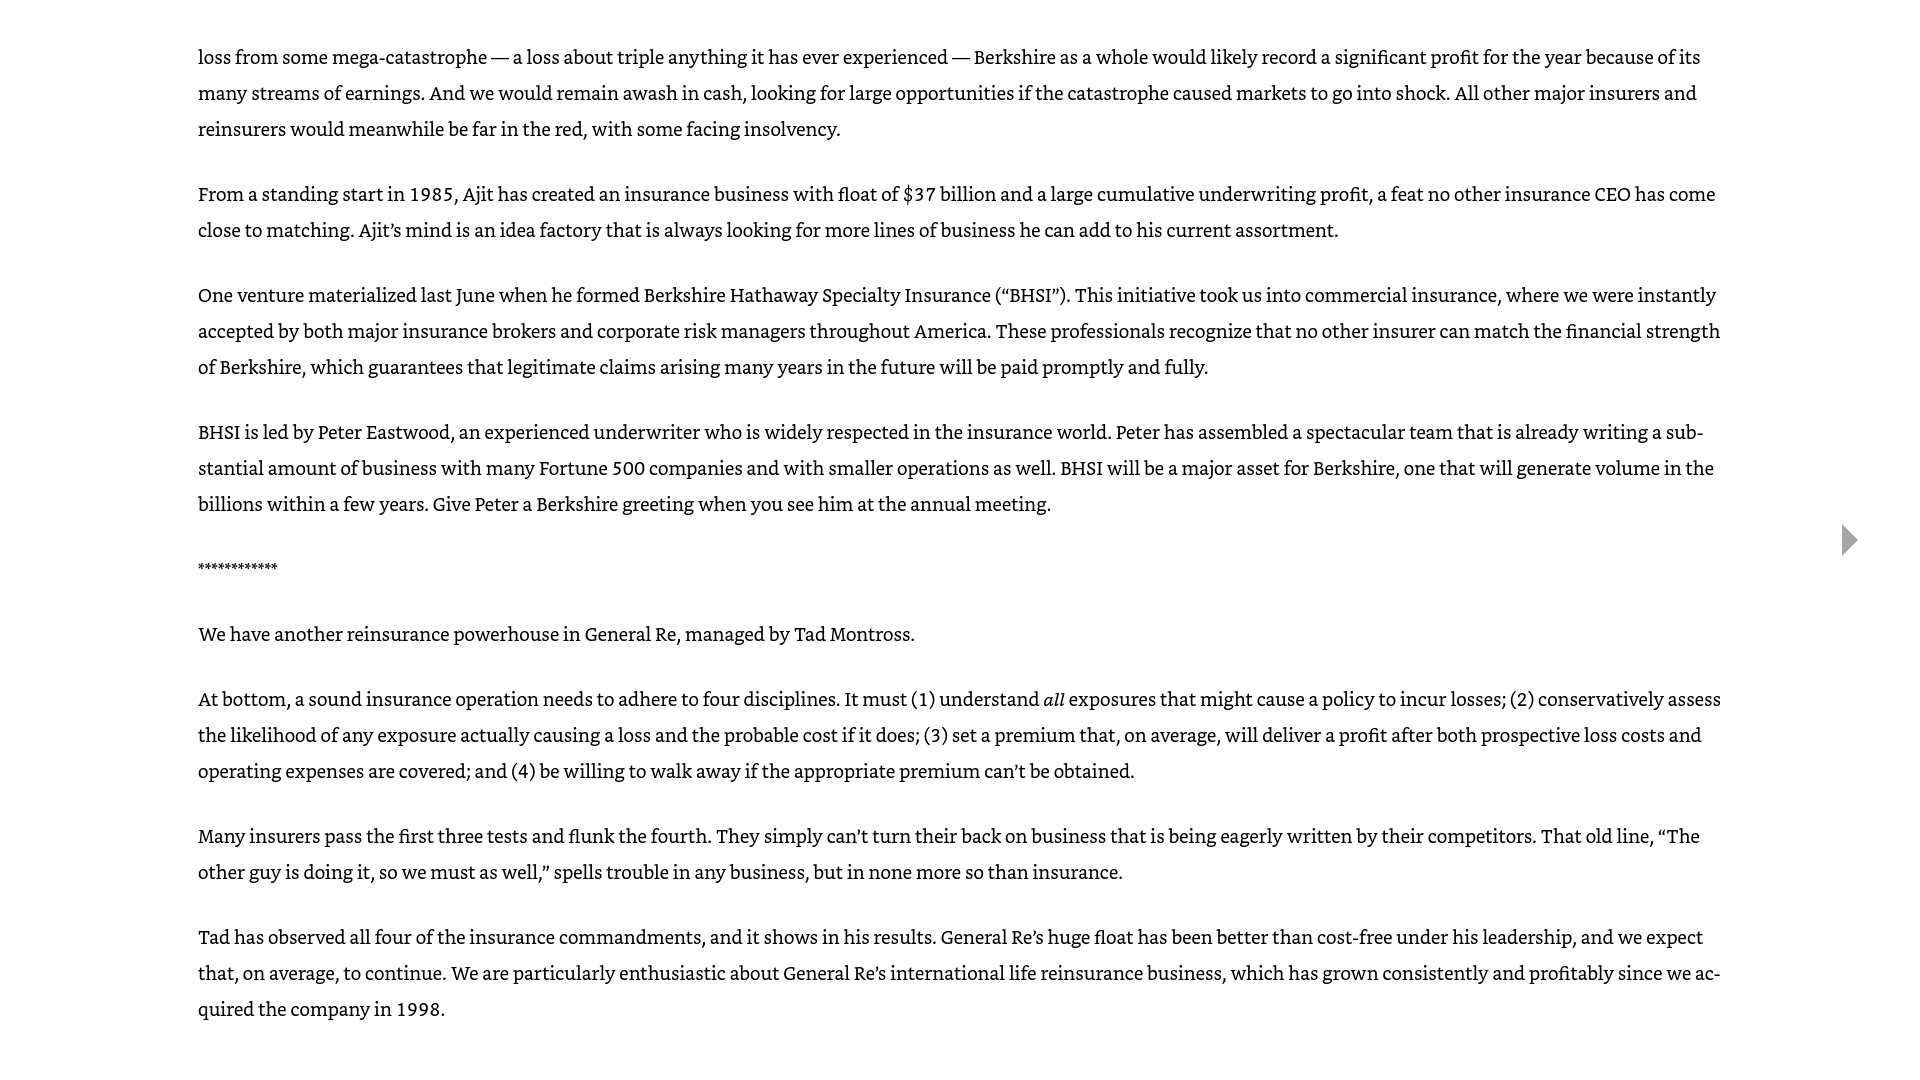 loss from some mega-catastrophe — a loss about triple anything it has ever experienced — Berkshire as a whole would likely record a significant profit for the year because of its
many streams of earnings. And we would remain awash in cash, looking for large opportunities if the catastrophe caused markets to go into shock. All other major insurers and
reinsurers would meanwhile be far in the red, with some facing insolvency.
From a standing start in 1985, Ajit has created an insurance business with float of $37 billion and a large cumulative underwriting profit, a feat no other insurance CEO has come
close to matching. Ajit’s mind is an idea factory that is always looking for more lines of business he can add to his current assortment.
One venture materialized last June when he formed Berkshire Hathaway Specialty Insurance (“BHSI”). This initiative took us into commercial insurance, where we were instantly
accepted by both major insurance brokers and corporate risk managers throughout America. These professionals recognize that no other insurer can match the financial strength
of Berkshire, which guarantees that legitimate claims arising many years in the future will be paid promptly and fully.
BHSI is led by Peter Eastwood, an experienced underwriter who is widely respected in the insurance world. Peter has assembled a spectacular team that is already writing a sub-
stantial amount of business with many Fortune 500 companies and with smaller operations as well. BHSI will be a major asset for Berkshire, one that will generate volume in the
billions within a few years. Give Peter a Berkshire greeting when you see him at the annual meeting.
************
We have another reinsurance powerhouse in General Re, managed by Tad Montross.
At bottom, a sound insurance operation needs to adhere to four disciplines. It must (1) understand all exposures that might cause a policy to incur losses; (2) conservatively assess
the likelihood of any exposure actually causing a loss and the probable cost if it does; (3) set a premium that, on average, will deliver a profit after both prospective loss costs and
operating expenses are covered; and (4) be willing to walk away if the appropriate premium can’t be obtained.
Many insurers pass the first three tests and flunk the fourth. They simply can’t turn their back on business that is being eagerly written by their competitors. That old line, “The
other guy is doing it, so we must as well,” spells trouble in any business, but in none more so than insurance.
Tad has observed all four of the insurance commandments, and it shows in his results. General Re’s huge float has been better than cost-free under his leadership, and we expect
that, on average, to continue. We are particularly enthusiastic about General Re’s international life reinsurance business, which has grown consistently and profitably since we ac-
quired the company in 1998.